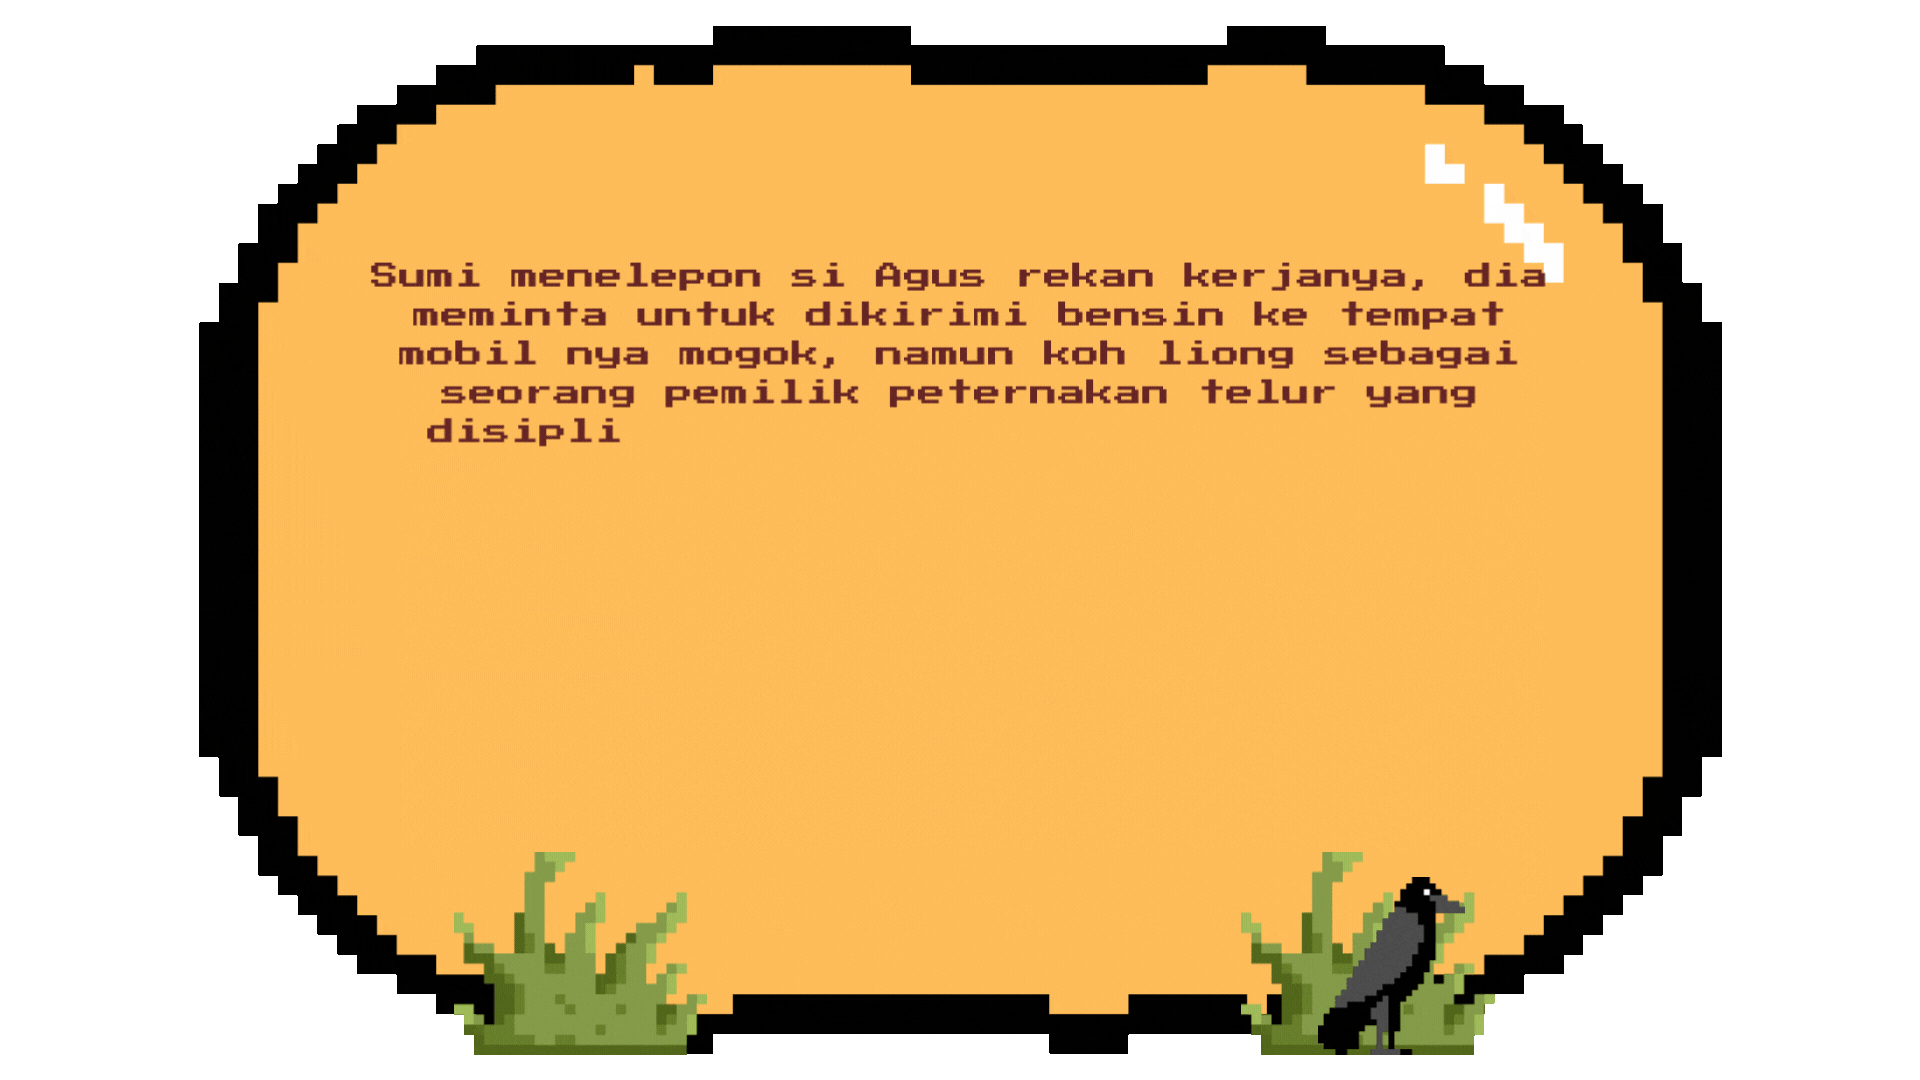 Sumi menelepon si Agus rekan kerjanya, dia
meminta untuk dikirimi bensin ke tempat
mobil nya mogok, namun koh liong sebagai
seorang pemilik peternakan telur yang
disipli